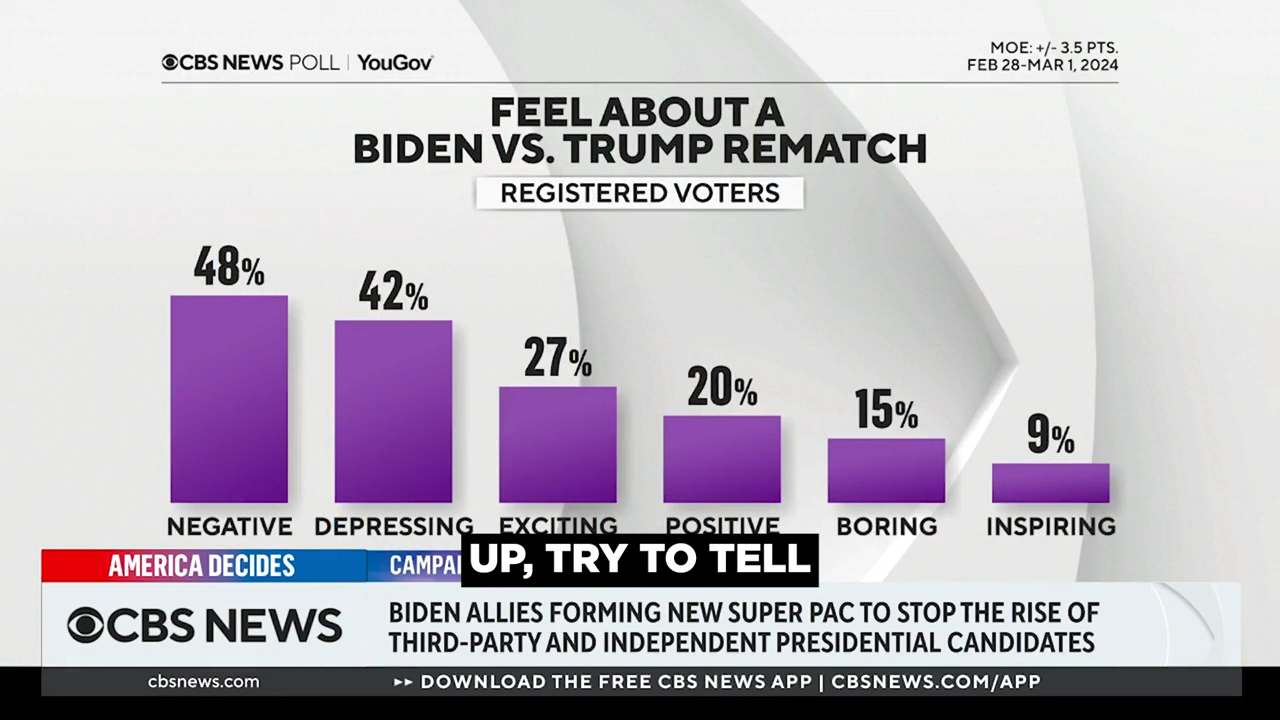 CBS NEWS POLL | YouGov
MOE: +/- 3.5 PTS.
FEB 28-MAR 1, 2024
FEEL ABOUT A
BIDEN VS. TRUMP REMATCH
REGISTERED VOTERS
48% 42% 27% 20% 15% 9%
NEGATIVE DEPRESSING EXCITING POSITIVE BORING INSPIRING
UP, TRY TO TELL
AMERICA DECIDES CAMPAI
CBS NEWS
BIDEN ALLIES FORMING NEW SUPER PAC TO STOP THE RISE OF
THIRD-PARTY AND INDEPENDENT PRESIDENTIAL CANDIDATES
cbsnews.com ►► DOWNLOAD THE FREE CBS NEWS APP | CBSNEWS.COM/APP